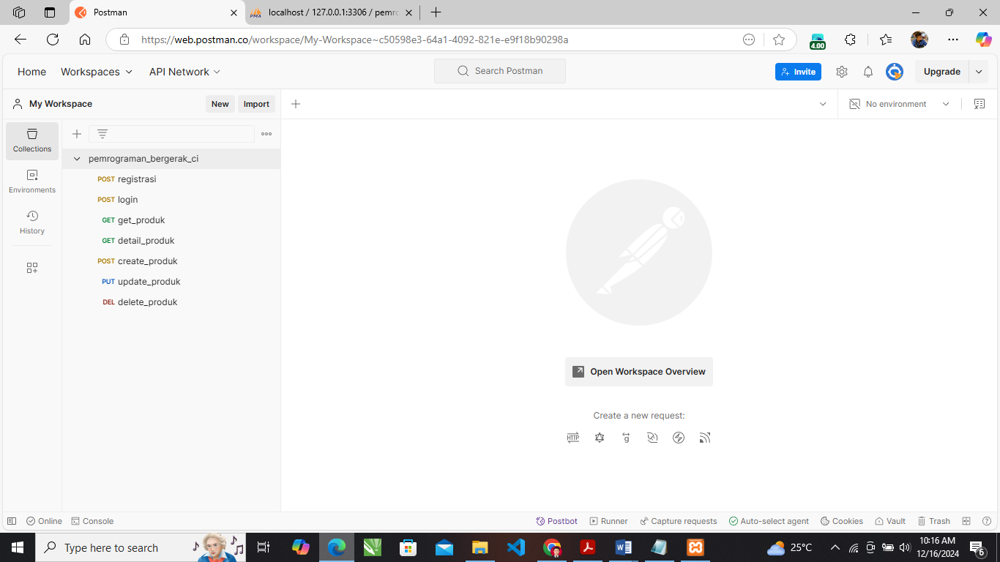 Postman
PMA localhost / 127.0.0.1:3306 / pemro
https://web.postman.co/workspace/My-Workspace~c50598e3-64a1-4092-821e-e9f18b90298a
4.00
Home Workspaces API Network Search Postman Invite Upgrade
My Workspace New Import No environment
Collections
Environments
History
pemrograman_bergerak_ci
POST registrasi
POST login
GET get_produk
GET detail_produk
POST create_produk
PUT update_produk
DEL delete_produk
Open Workspace Overview
Create a new request:
HTTP g
Online Console Postbot Runner Capture requests Auto-select agent Cookies Vault Trash
Type here to search 25°C 10:16 AM
12/16/2024 6